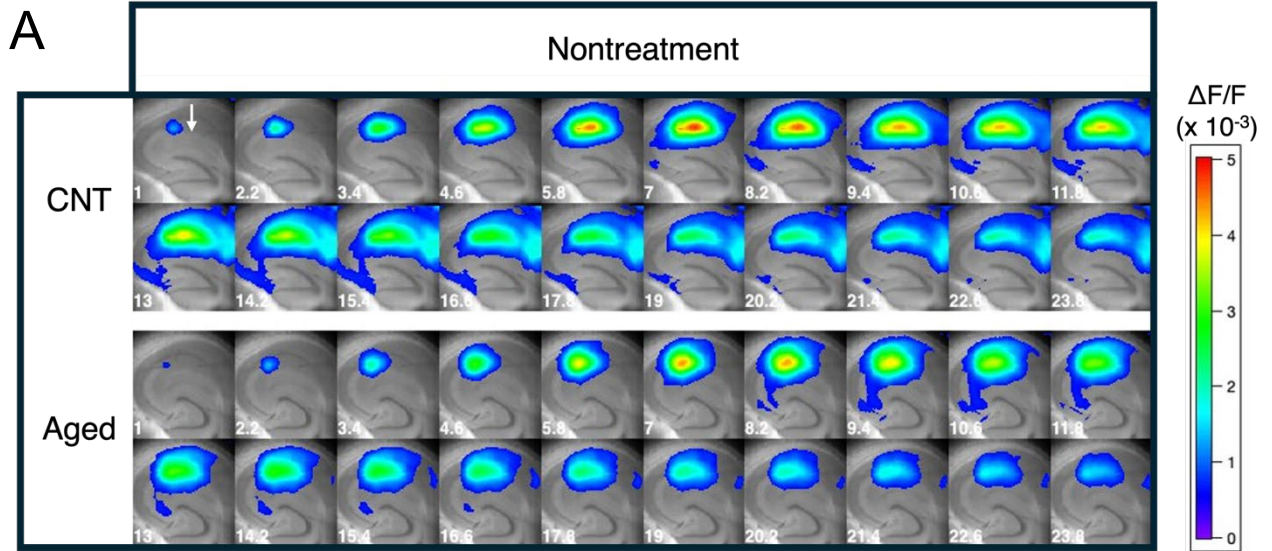 A
Nontreatment
ΔF/F
(x 10-3)
CNT
1 2.2 3.4 4.6 5.8 7 8.2 9.4 10.6 11.8
13 14.2 15.4 16.6 17.8 19 20.2 21.4 22.6 23.8
Aged
1 2.2 3.4 4.6 5.8 7 8.2 9.4 10.6 11.8
13 14.2 15.4 16.6 17.8 19 20.2 21.4 22.6 23.8
5
4
3
2
1
0